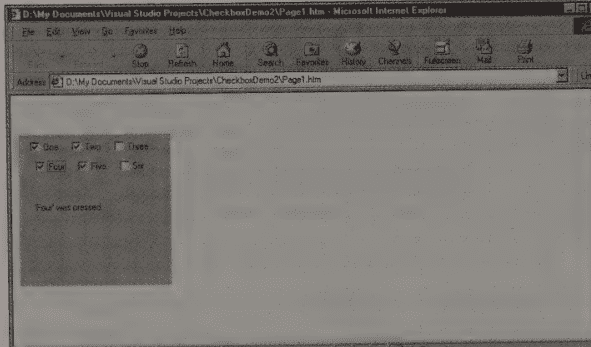 D:\My Documents\Visual Studio Projects\CheckboxDemo2\Page1.htm - Microsoft Internet Explorer
File Edit View Go Favorites Help
Stop Refresh Home Search Favorites History Channels Fullscreen Mail Print
Address D:\My Documents\Visual Studio Projects\CheckboxDemo2\Page1.htm
One Two Three
Four Five Six
'Four' was pressed